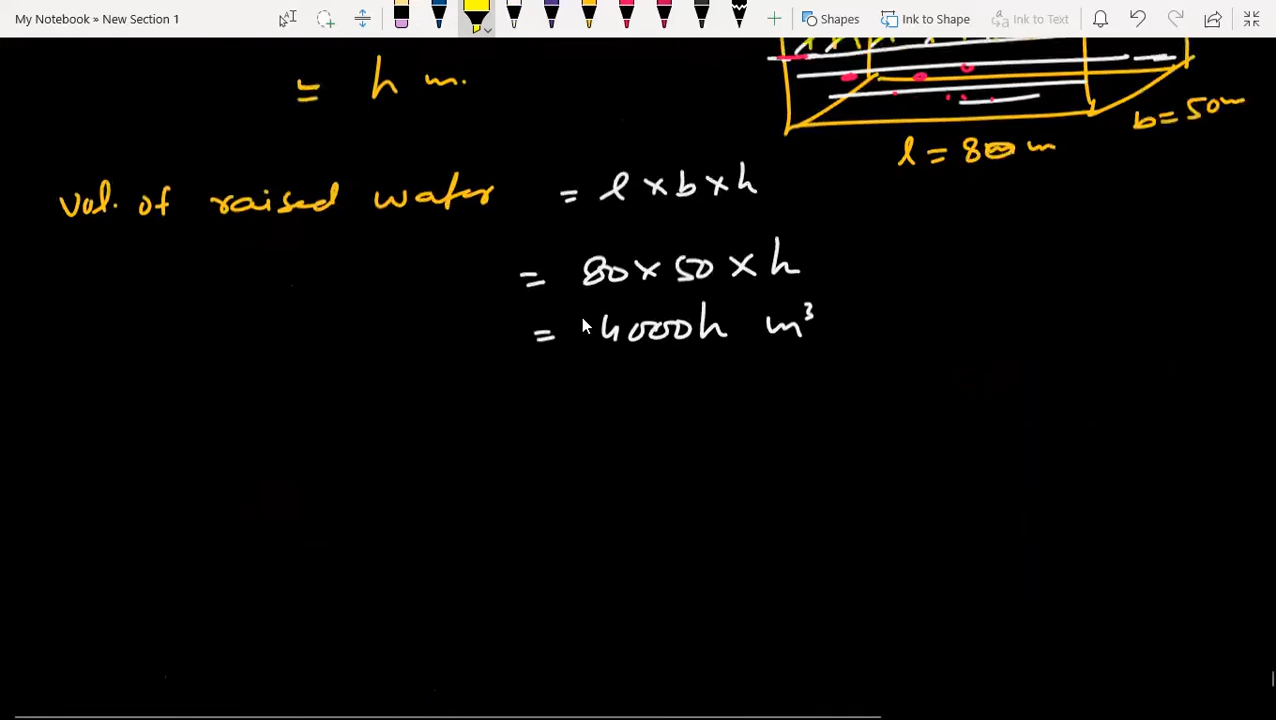 My Notebook » New Section 1
Shapes
Ink to Shape
Ink to Text
= h m.
b = 50m
l = 80 m
Vol. of raised water = l × b × h
= 80 × 50 × h
= 4000h m³